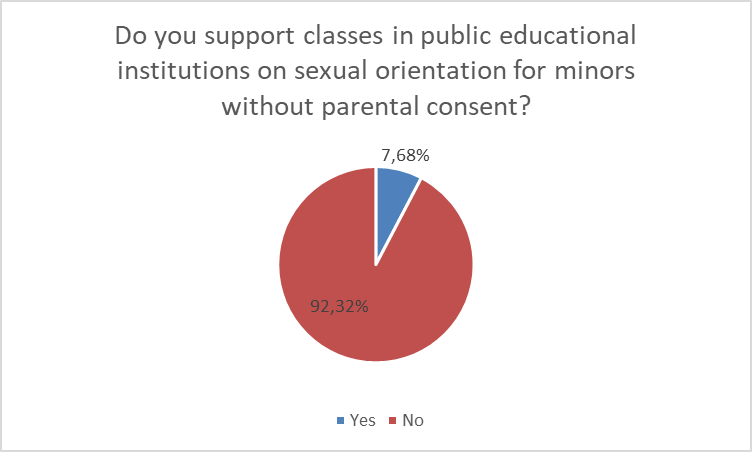 Do you support classes in public educational
institutions on sexual orientation for minors
without parental consent?
7,68%
92,32%
Yes No